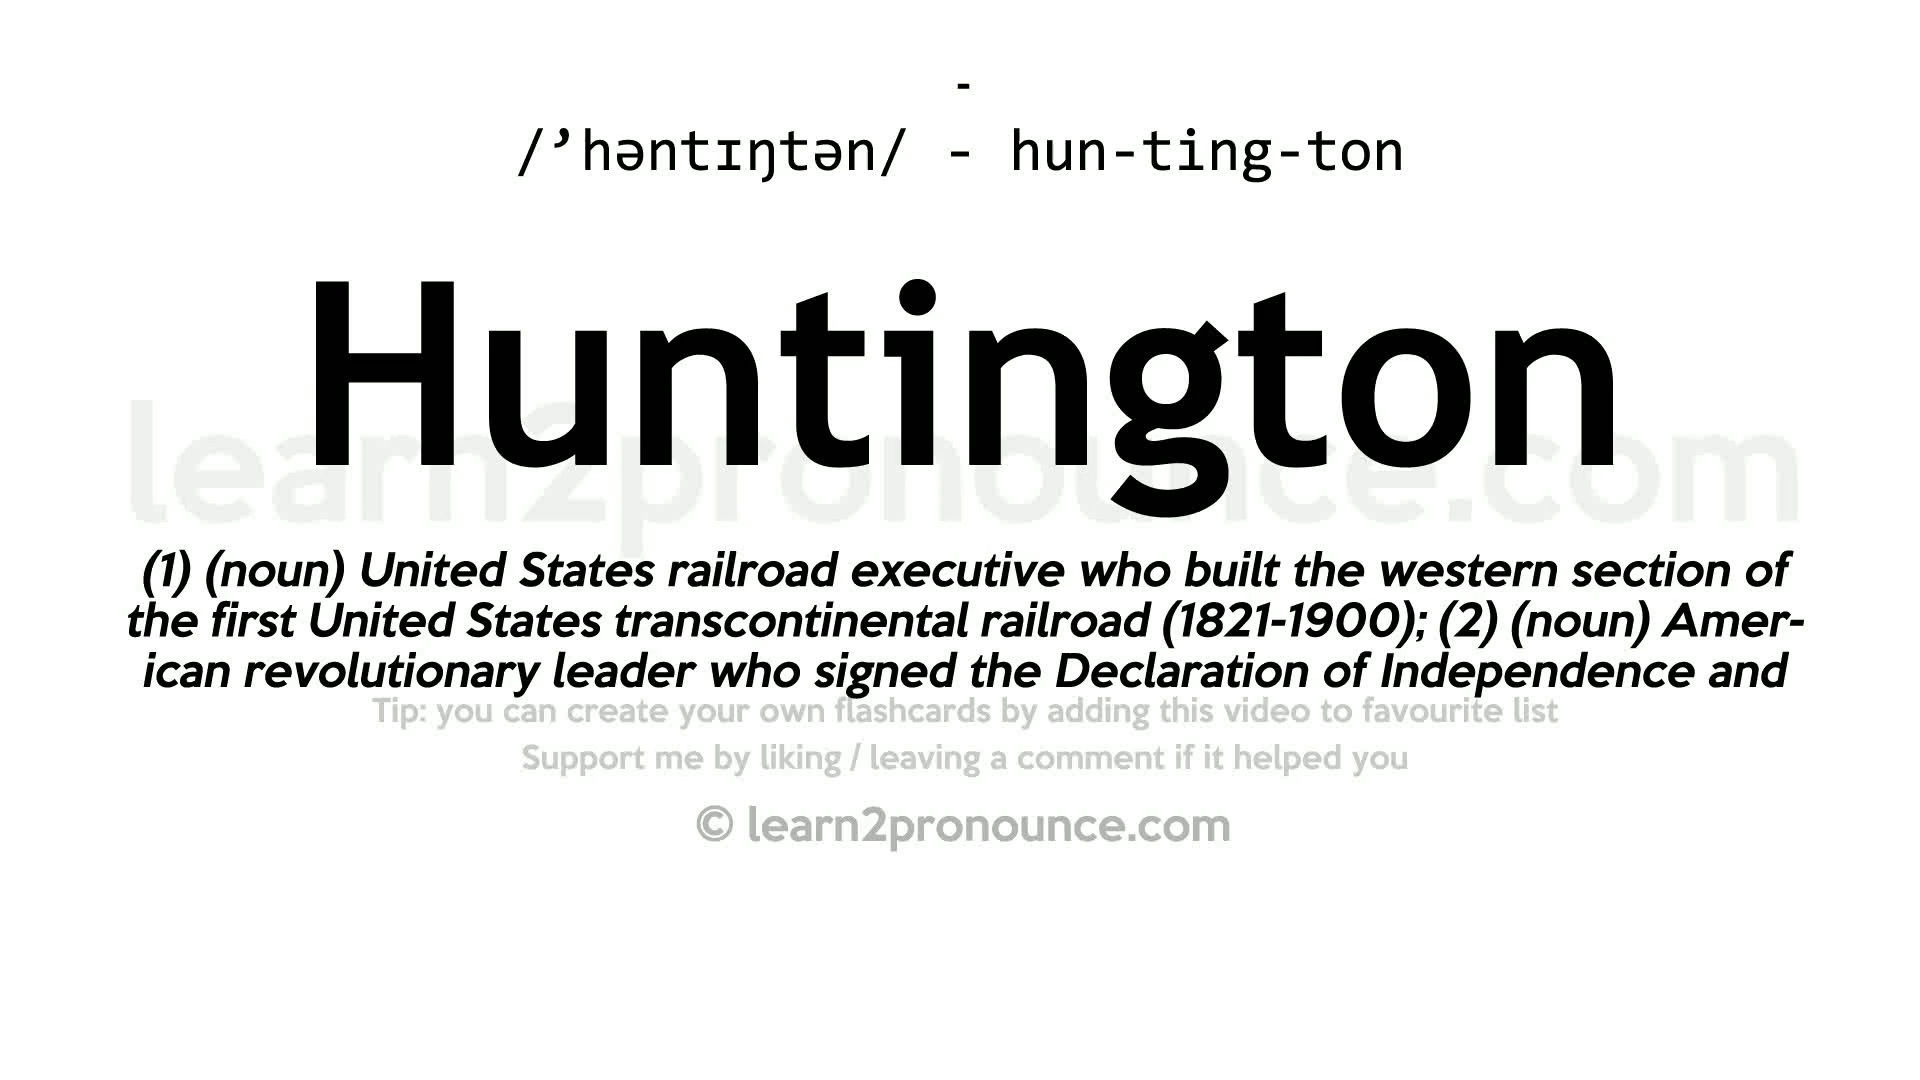 -
/’həntɪŋtən/ - hun-ting-ton
Huntington
learn2pronounce.com
(1) (noun) United States railroad executive who built the western section of
the first United States transcontinental railroad (1821-1900); (2) (noun) Amer-
ican revolutionary leader who signed the Declaration of Independence and
Tip: you can create your own flashcards by adding this video to favourite list
Support me by liking / leaving a comment if it helped you
© learn2pronounce.com